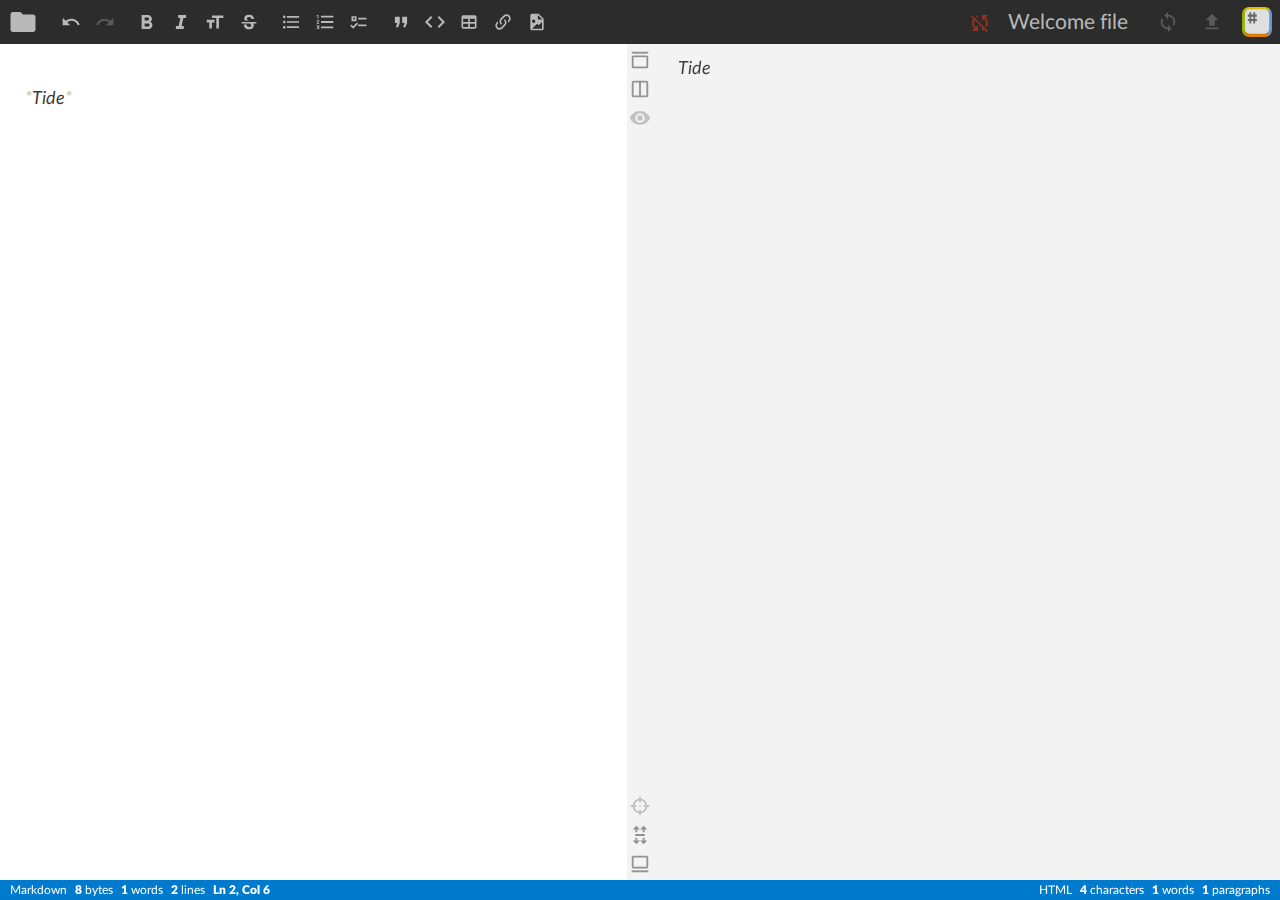 Welcome file
*Tide*
Tide
Markdown 8 bytes 1 words 2 lines Ln 2, Col 6
HTML 4 characters 1 words 1 paragraphs